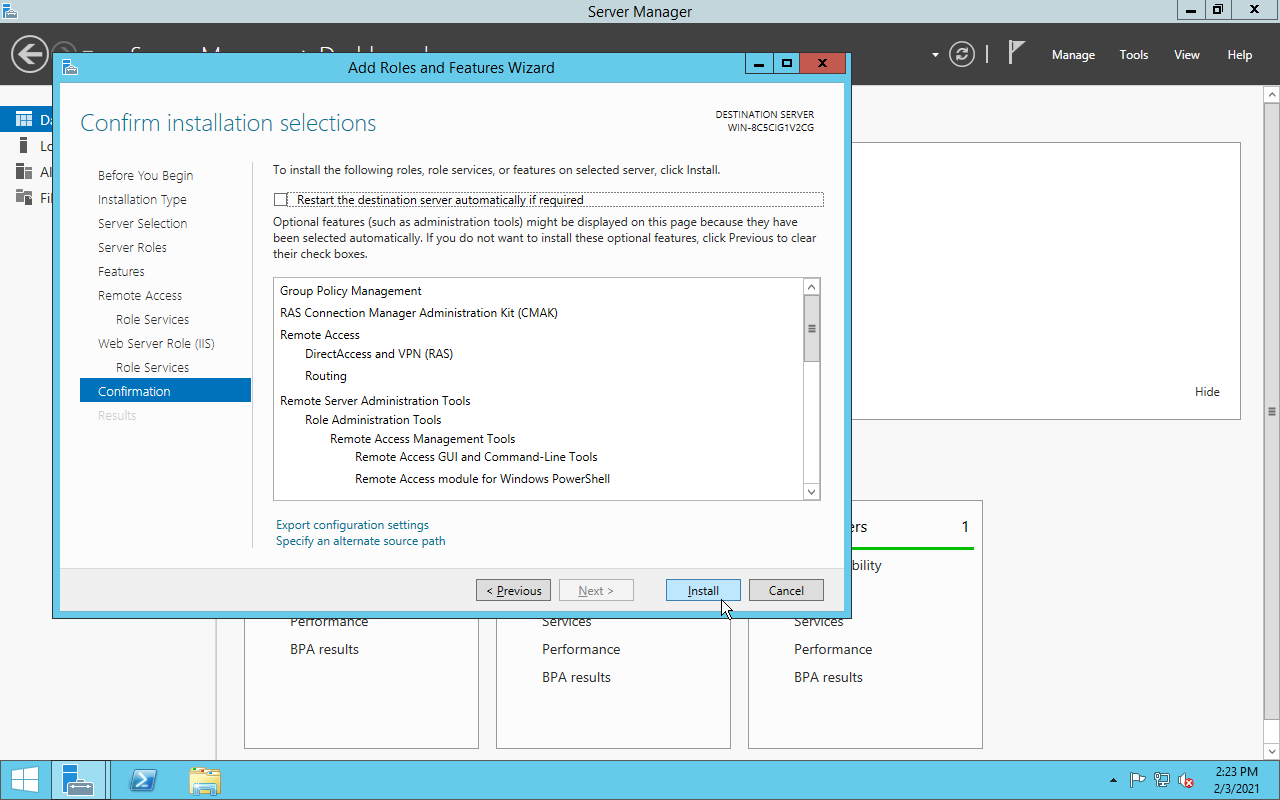 Server Manager
Manage
Tools
View
Help
Add Roles and Features Wizard
Confirm installation selections
DESTINATION SERVER
WIN-8C5CIG1V2CG
Before You Begin
Installation Type
Server Selection
Server Roles
Features
Remote Access
Role Services
Web Server Role (IIS)
Role Services
Confirmation
Results
To install the following roles, role services, or features on selected server, click Install.
Restart the destination server automatically if required
Optional features (such as administration tools) might be displayed on this page because they have
been selected automatically. If you do not want to install these optional features, click Previous to clear
their check boxes.
Group Policy Management
RAS Connection Manager Administration Kit (CMAK)
Remote Access
DirectAccess and VPN (RAS)
Routing
Remote Server Administration Tools
Role Administration Tools
Remote Access Management Tools
Remote Access GUI and Command-Line Tools
Remote Access module for Windows PowerShell
Export configuration settings
Specify an alternate source path
< Previous
Next >
Install
Cancel
Hide
1
Performance
BPA results
Services
Performance
BPA results
Services
Performance
BPA results
2:23 PM
2/3/2021